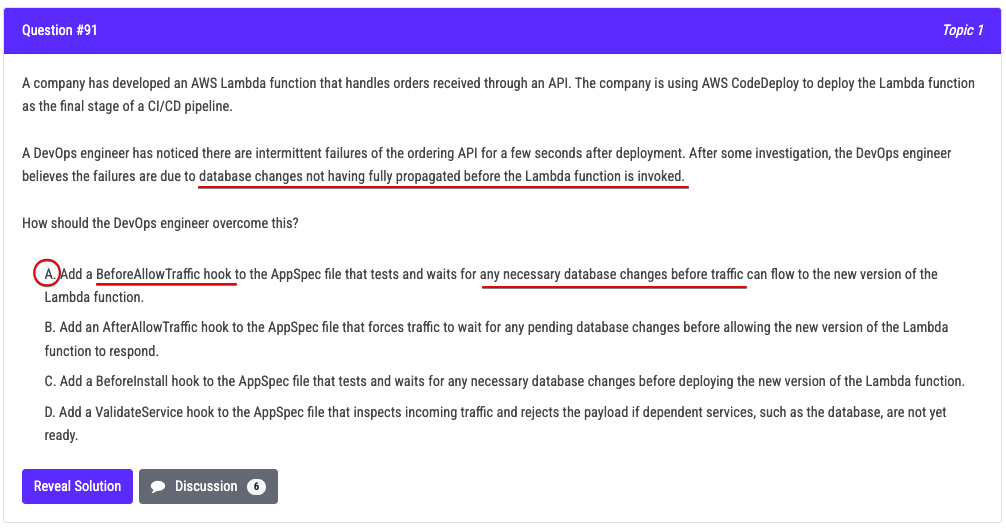 Question #91
Topic 1
A company has developed an AWS Lambda function that handles orders received through an API. The company is using AWS CodeDeploy to deploy the Lambda function
as the final stage of a CI/CD pipeline.
A DevOps engineer has noticed there are intermittent failures of the ordering API for a few seconds after deployment. After some investigation, the DevOps engineer
believes the failures are due to database changes not having fully propagated before the Lambda function is invoked.
How should the DevOps engineer overcome this?
A. Add a BeforeAllowTraffic hook to the AppSpec file that tests and waits for any necessary database changes before traffic can flow to the new version of the
Lambda function.
B. Add an AfterAllowTraffic hook to the AppSpec file that forces traffic to wait for any pending database changes before allowing the new version of the Lambda
function to respond.
C. Add a BeforeInstall hook to the AppSpec file that tests and waits for any necessary database changes before deploying the new version of the Lambda function.
D. Add a ValidateService hook to the AppSpec file that inspects incoming traffic and rejects the payload if dependent services, such as the database, are not yet
ready.
Reveal Solution
Discussion 6